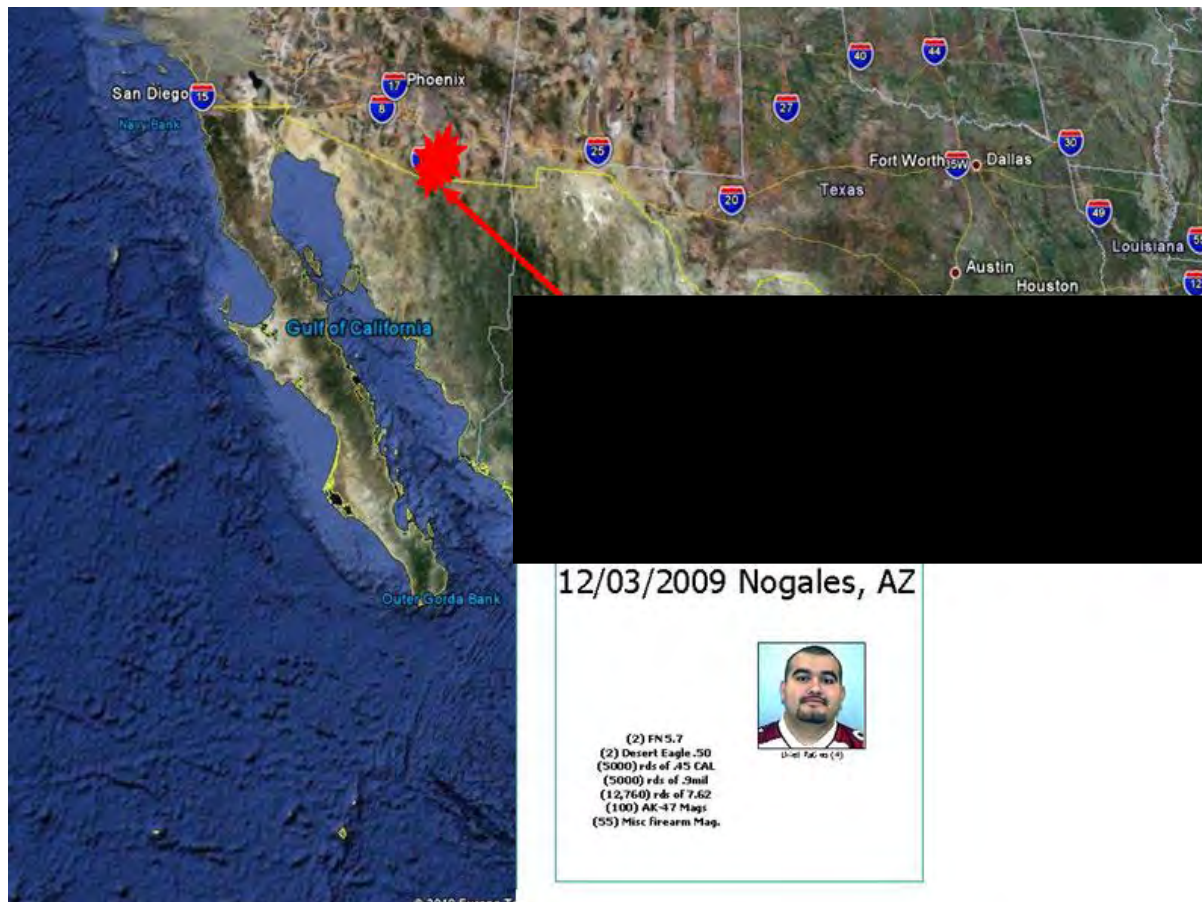 40
44
17
Phoenix
San Diego
15
8
27
Navy Bank
30
25
Fort Worth
35W
Dallas
20
Texas
49
Louisiana
Austin
12
Houston
Gulf of California
12/03/2009 Nogales, AZ
Outer Gorda Bank
(2) FN 5.7
(2) Desert Eagle .50
(5000) rds of .45 CAL
(5000) rds of .9mil
(12,760) rds of 7.62
(100) AK-47 Mags
(55) Misc firearm Mag.